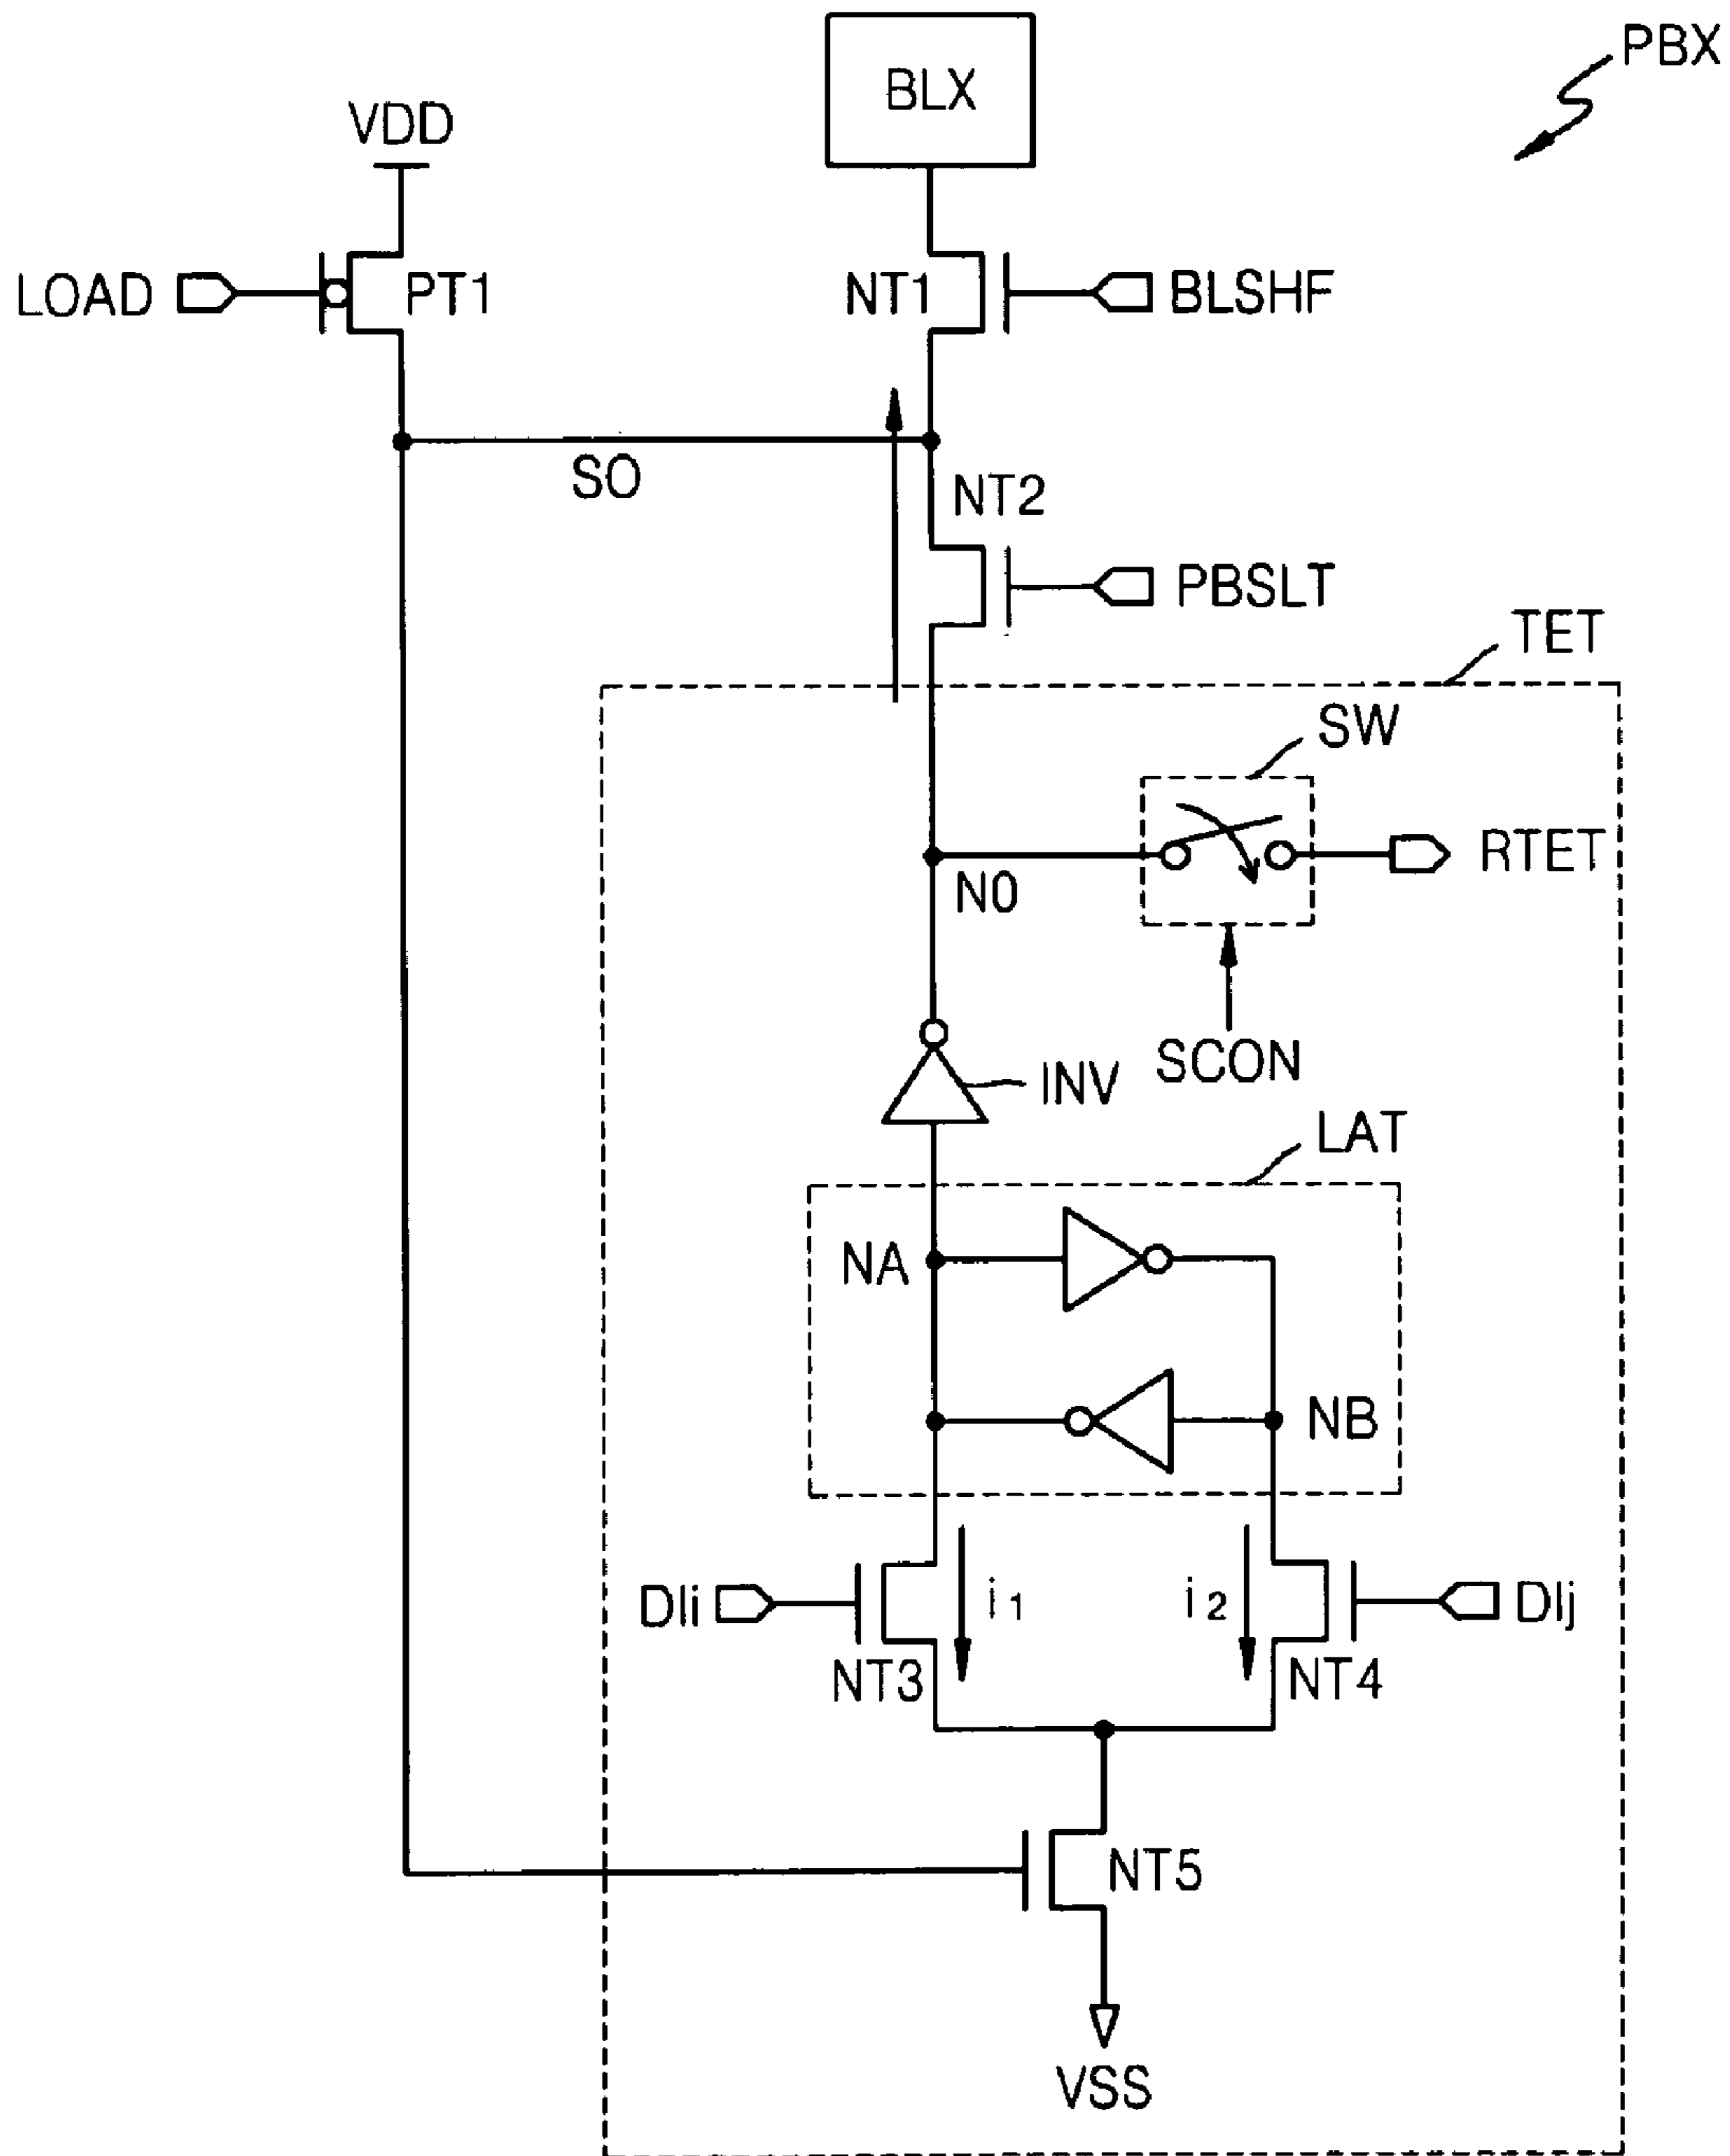 PBX
BLX
VDD
LOAD
PT1
NT1
BLSHF
SO
NT2
PBSLT
TET
SW
RTET
N0
SCON
INV
LAT
NA
NB
DIi
i1
i2
DIj
NT3
NT4
NT5
VSS